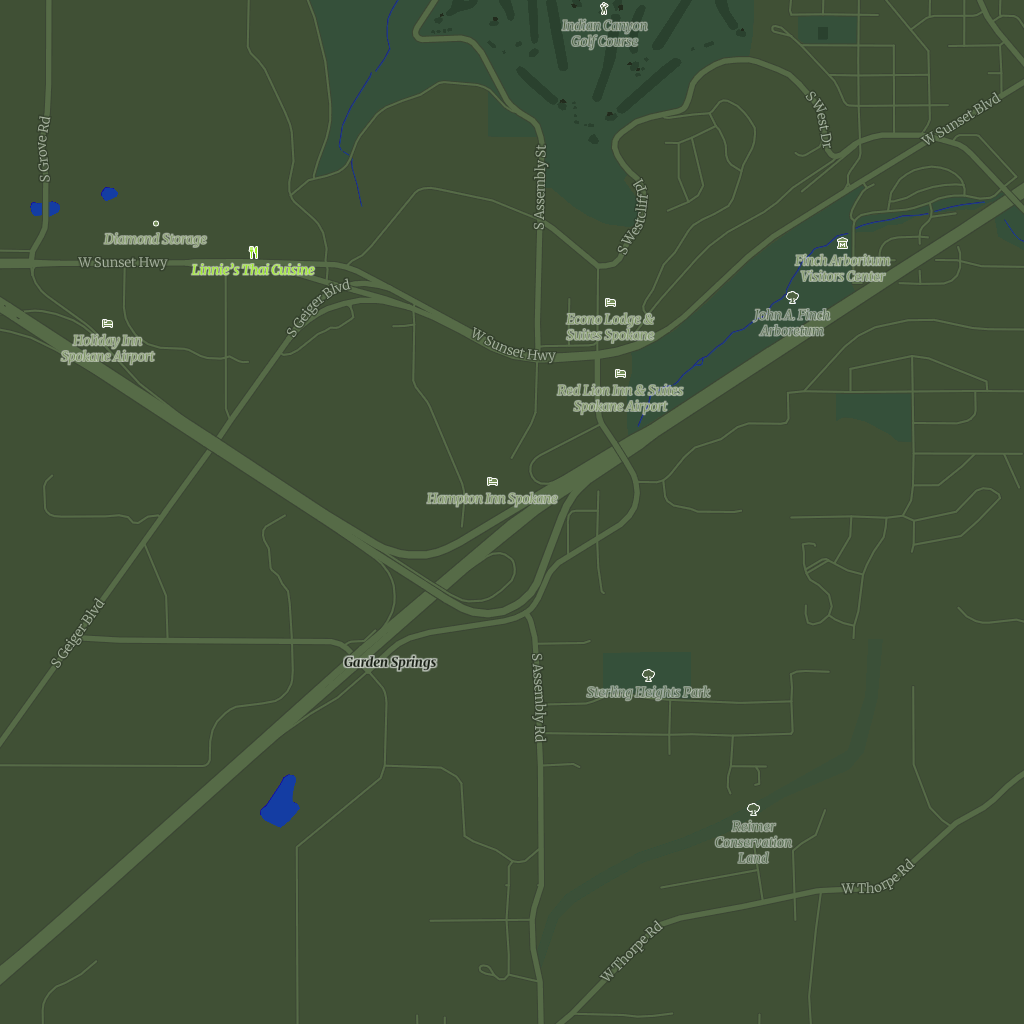 Indian Canyon
Golf Course
S West Dr
W Sunset Blvd
S Grove Rd
S Assembly St
S Westcliff Pl
Diamond Storage
W Sunset Hwy
Linnie's Thai Cuisine
Finch Arboritum
Visitors Center
S Geiger Blvd
John A. Finch
Arboretum
Econo Lodge &
Suites Spokane
Holiday Inn
Spokane Airport
W Sunset Hwy
Red Lion Inn & Suites
Spokane Airport
Hampton Inn Spokane
S Geiger Blvd
Garden Springs
S Assembly Rd
Sterling Heights Park
Reimer
Conservation
Land
W Thorpe Rd
W Thorpe Rd